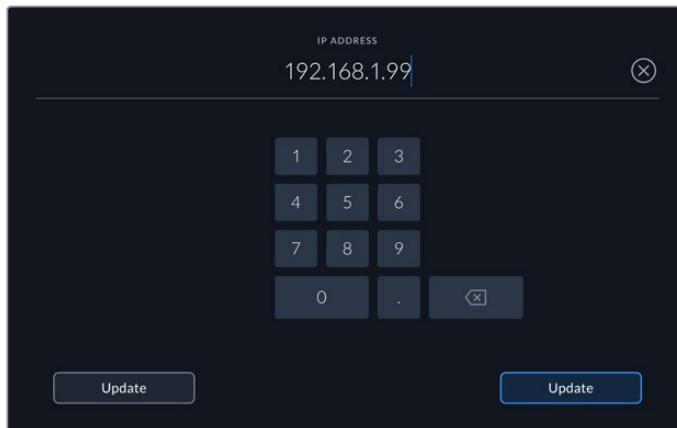 IP ADDRESS
192.168.1.99
1 2 3
4 5 6
7 8 9
0 .
Update Update